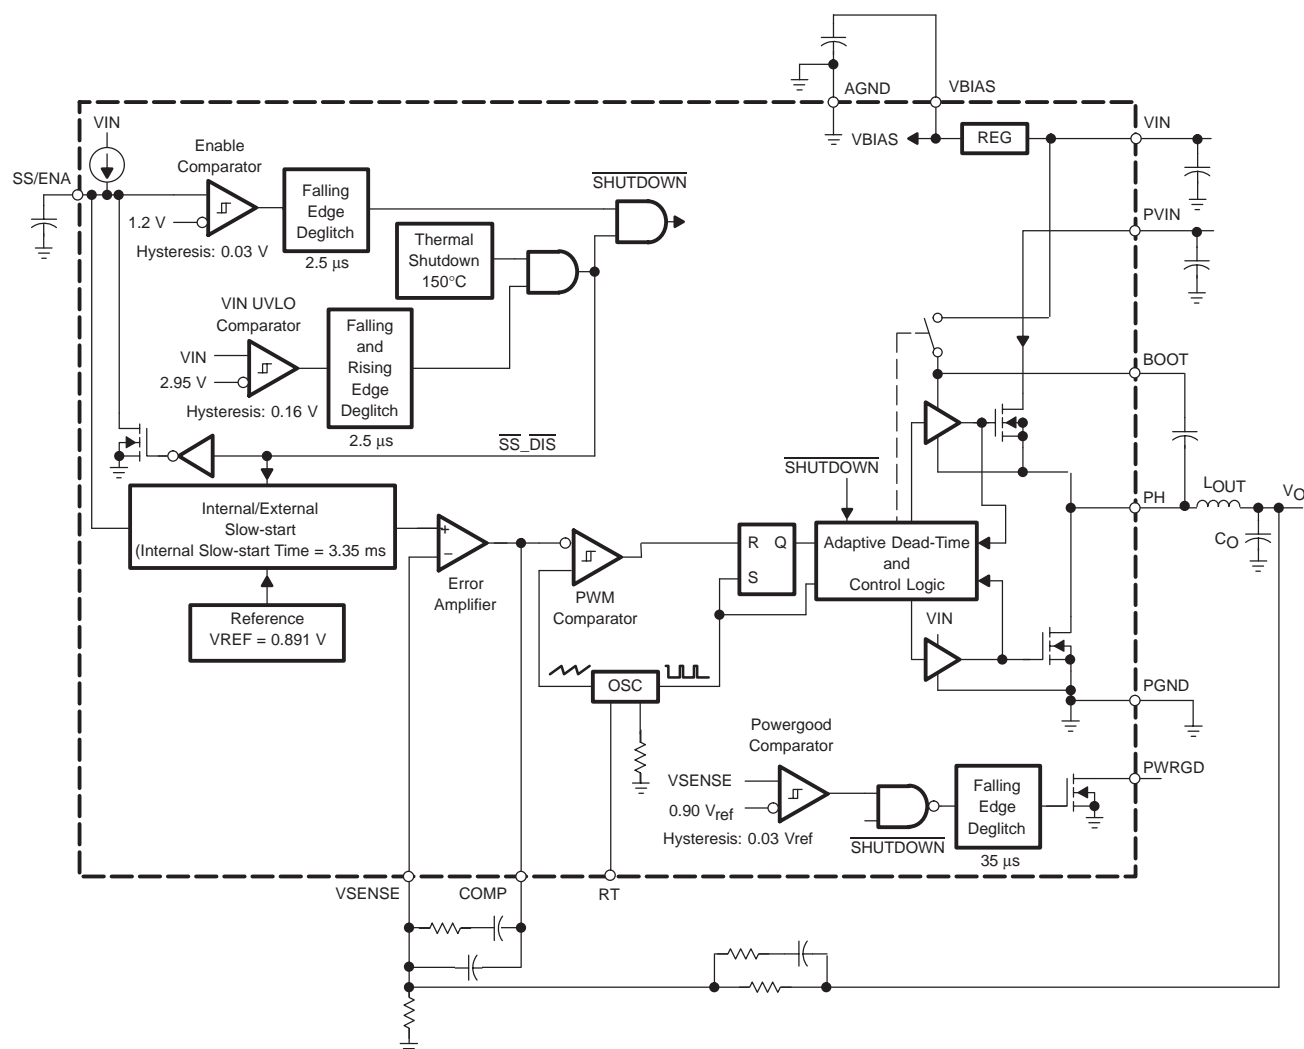 AGND
VBIAS
VIN
VBIAS
REG
VIN
SS/ENA
Enable
Comparator
1.2 V
Hysteresis: 0.03 V
Falling
Edge
Deglitch
2.5 μs
SHUTDOWN
Thermal
Shutdown
150°C
PVIN
VIN UVLO
Comparator
VIN
2.95 V
Hysteresis: 0.16 V
Falling
and
Rising
Edge
Deglitch
2.5 μs
SS_DIS
BOOT
Internal/External
Slow-start
(Internal Slow-start Time = 3.35 ms
Reference
VREF = 0.891 V
+
−
Error
Amplifier
PWM
Comparator
R Q
S
SHUTDOWN
Adaptive Dead-Time
and
Control Logic
PH
LOUT
VO
CO
OSC
VIN
PGND
Powergood
Comparator
VSENSE
0.90 Vref
Hysteresis: 0.03 Vref
SHUTDOWN
Falling
Edge
Deglitch
35 μs
PWRGD
VSENSE
COMP
RT